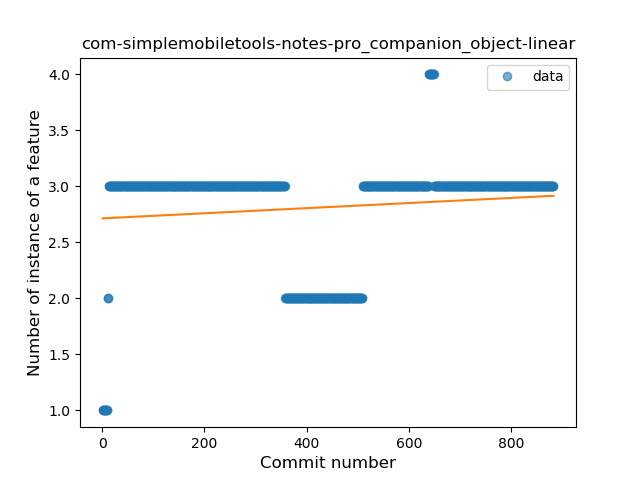 com-simplemobiletools-notes-pro_companion_object-linear
data
Number of instance of a feature
4.0
3.5
3.0
2.5
2.0
1.5
1.0
0 200 400 600 800
Commit number